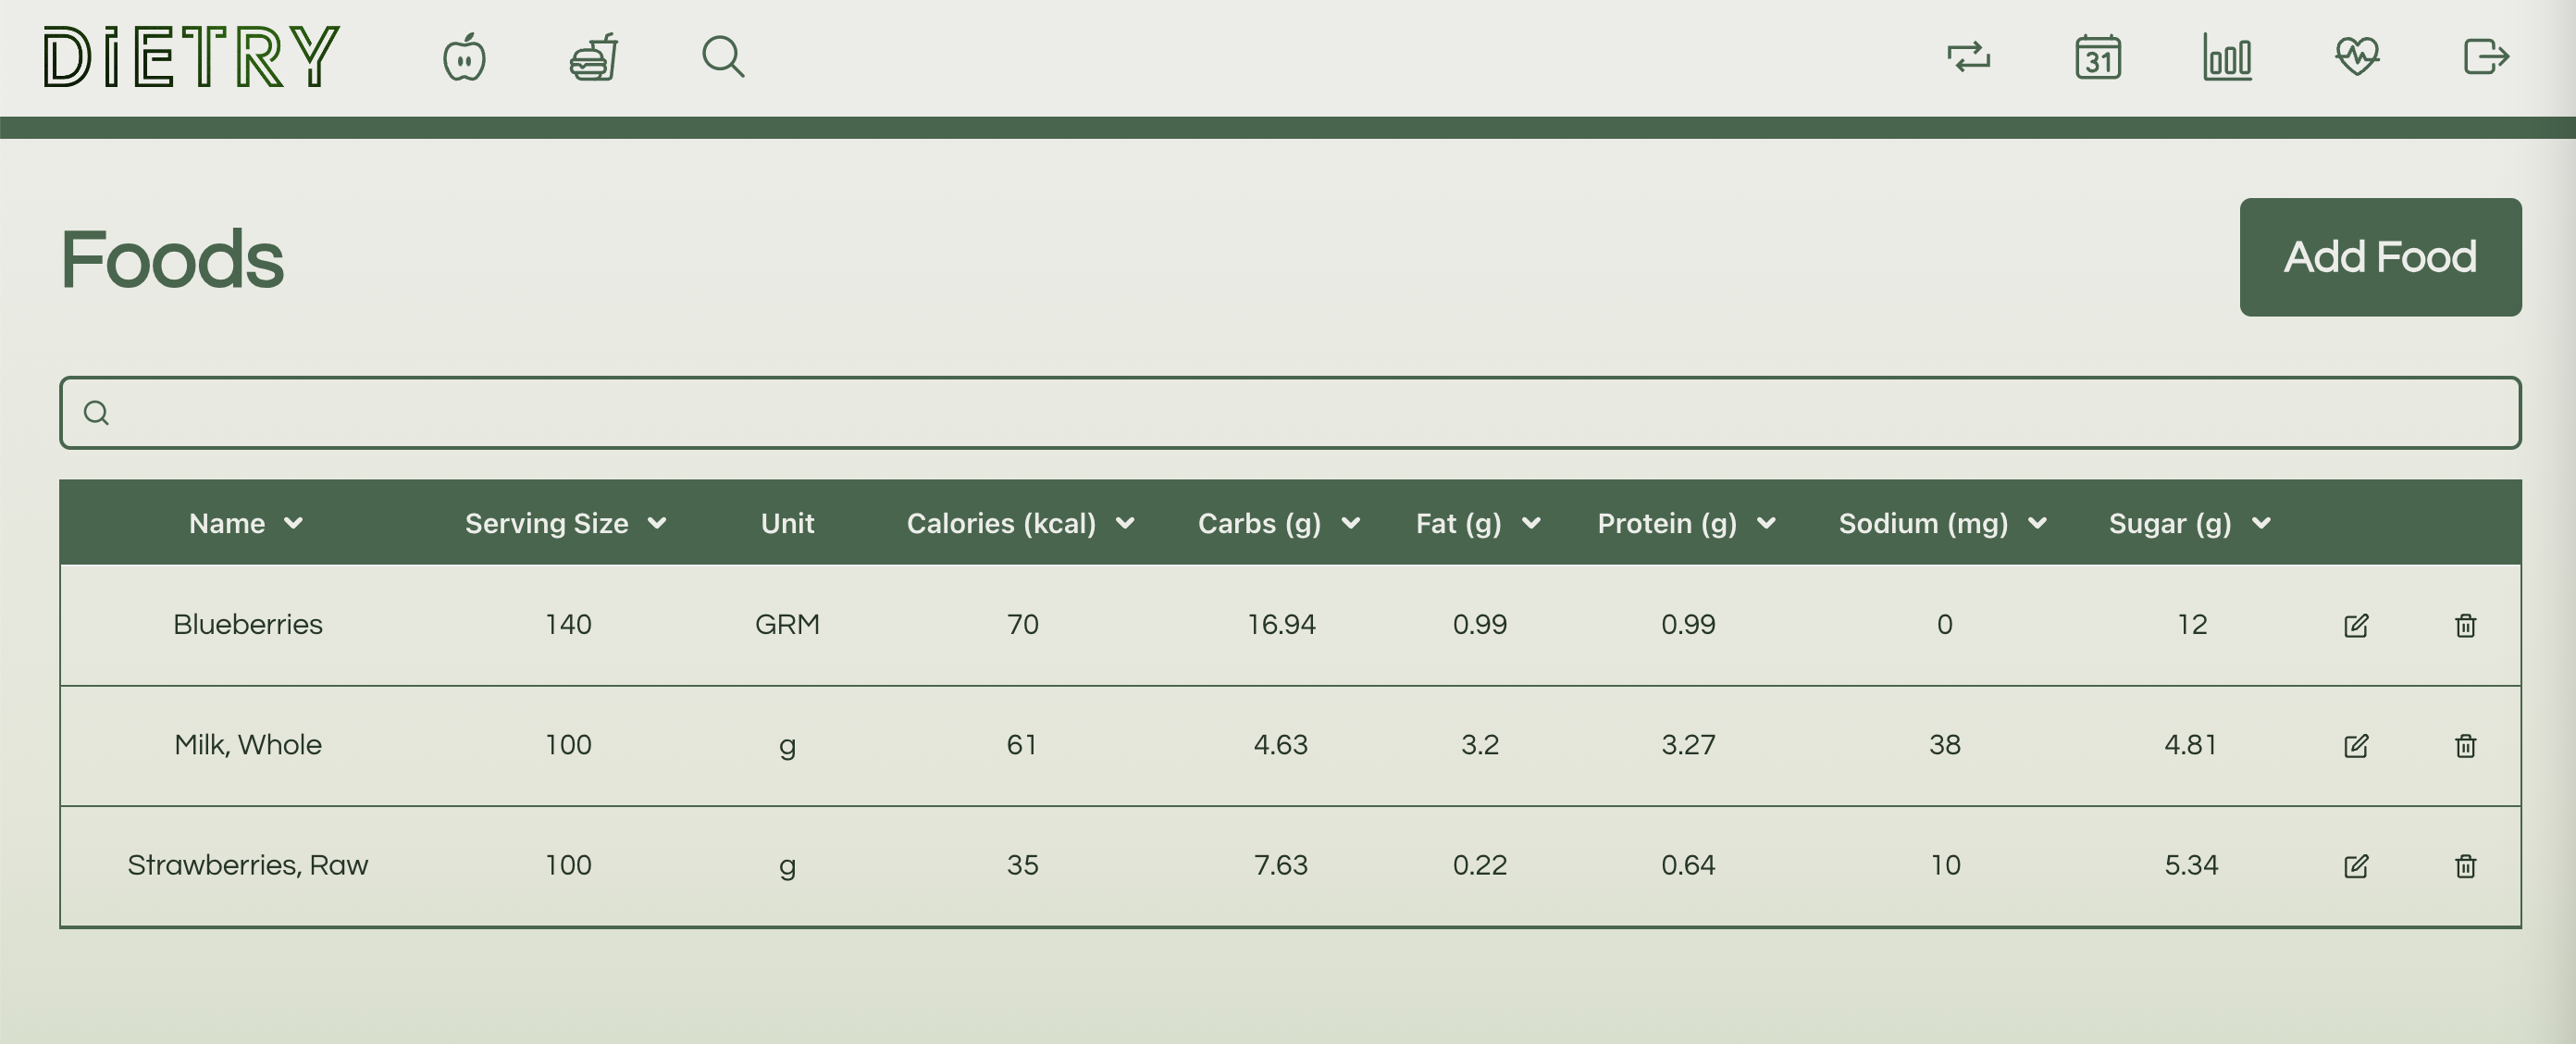 DiETRY
31
Foods
Add Food
Name Serving Size Unit Calories (kcal) Carbs (g) Fat (g) Protein (g) Sodium (mg) Sugar (g)
Blueberries 140 GRM 70 16.94 0.99 0.99 0 12
Milk, Whole 100 g 61 4.63 3.2 3.27 38 4.81
Strawberries, Raw 100 g 35 7.63 0.22 0.64 10 5.34